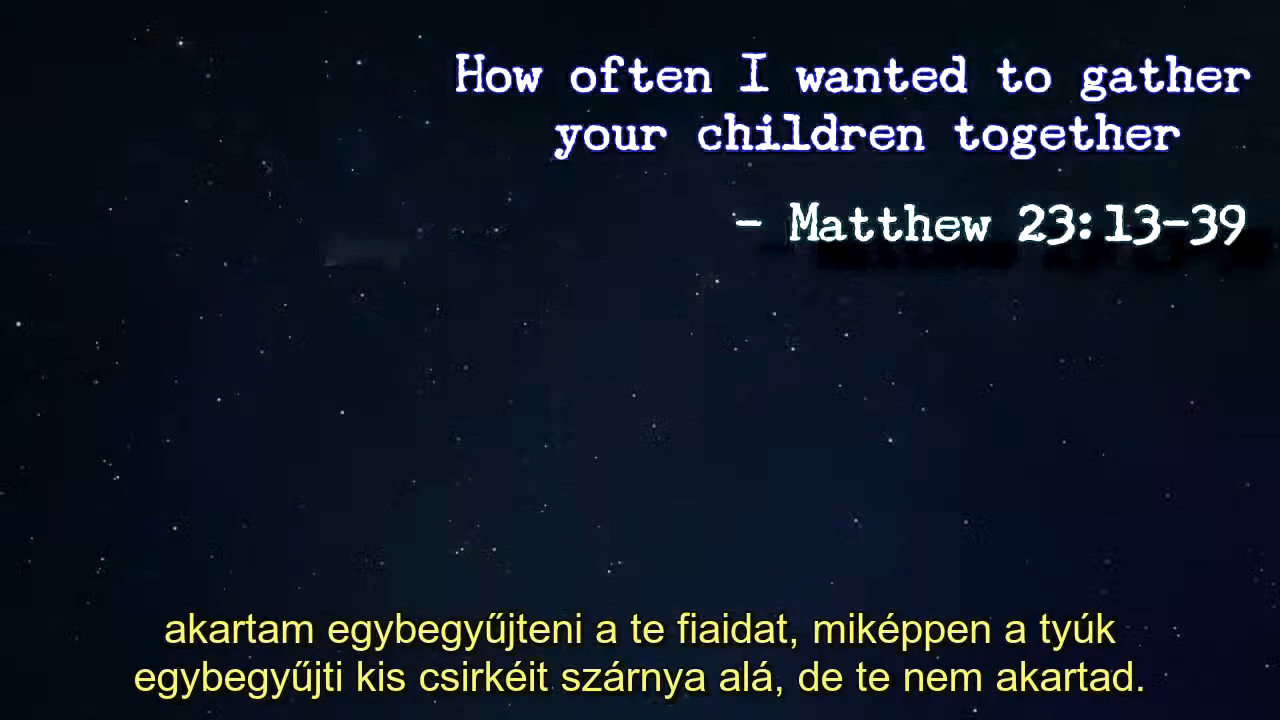 How often I wanted to gather
your children together
- Matthew 23:13-39
akartam egybegyűjteni a te fiaidat, miképpen a tyúk
egybegyűjti kis csirkéit szárnya alá, de te nem akartad.